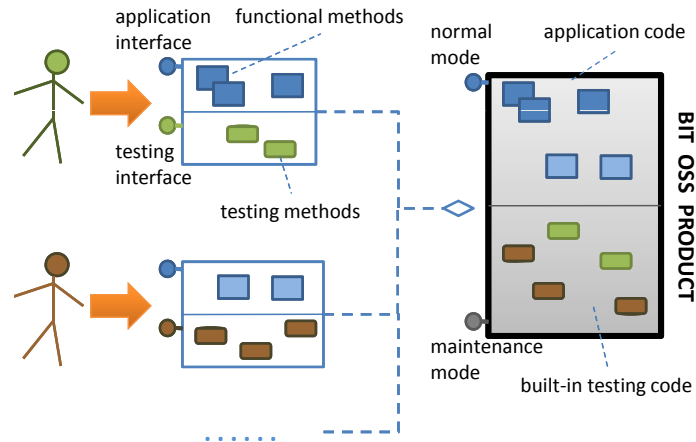 application
interface
functional methods
testing
interface
testing methods
normal
mode
application code
maintenance
mode
built-in testing code
BIT OSS PRODUCT
......